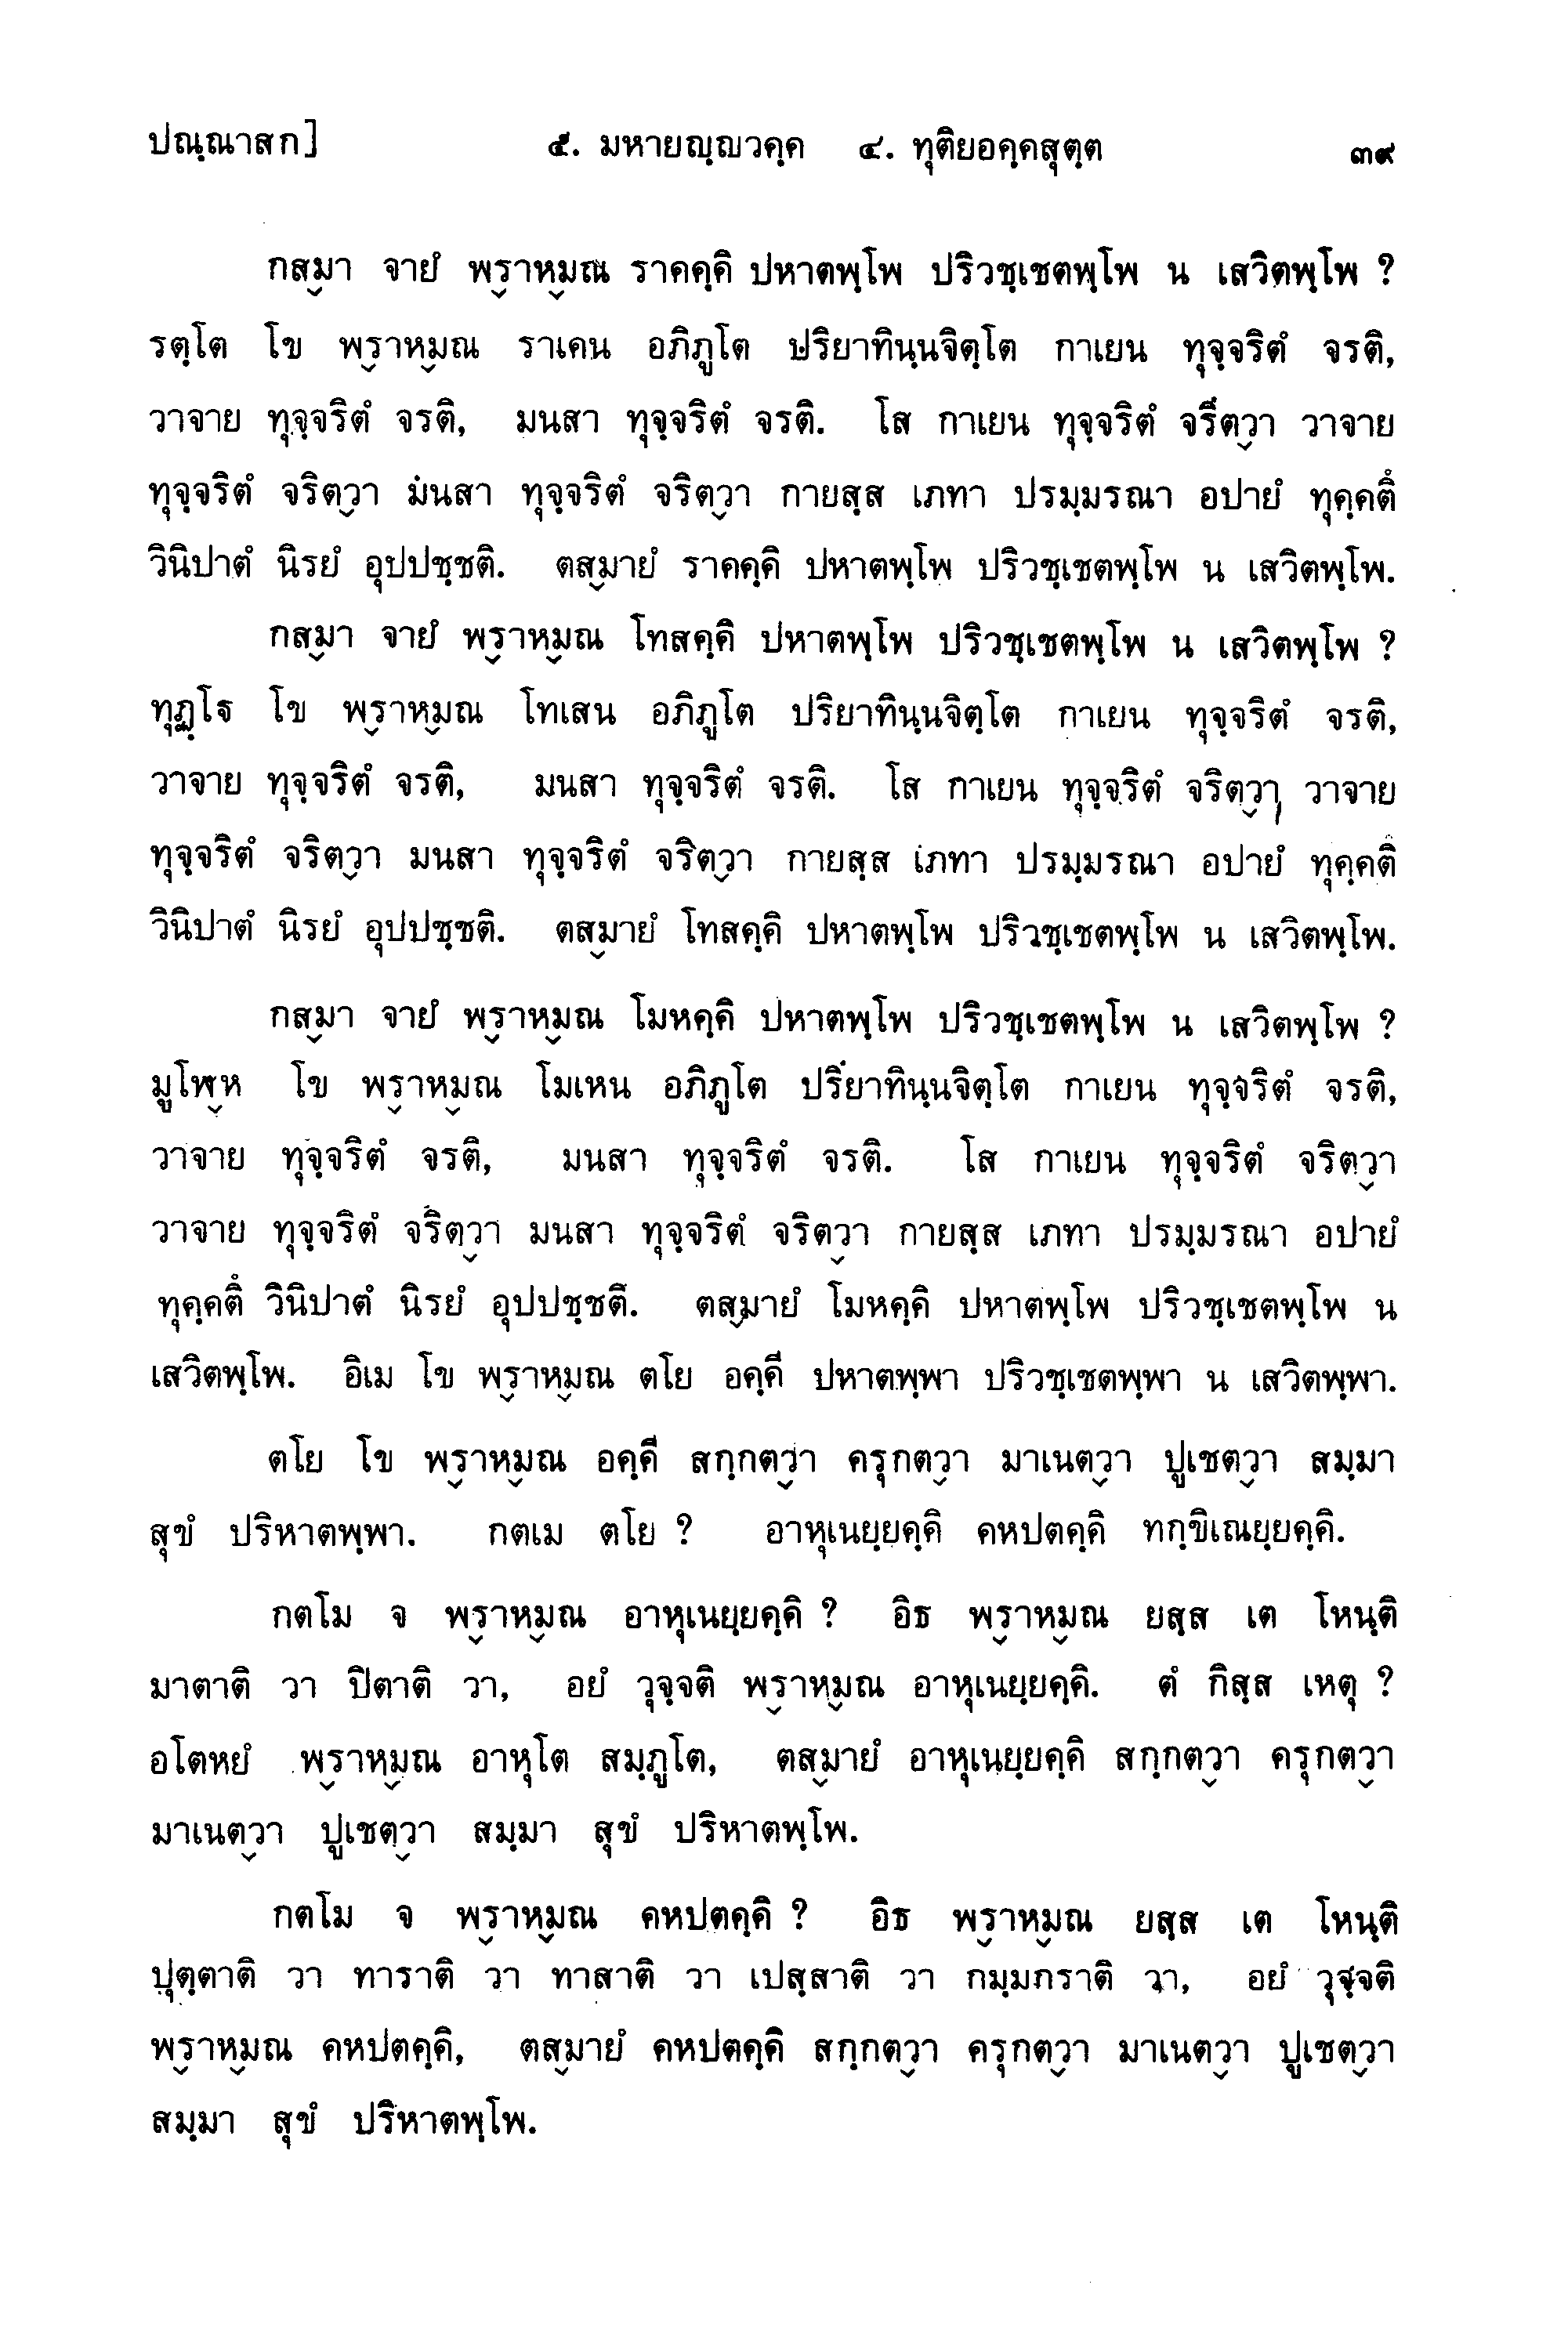 ปณฺณาสก] ๕. มหายญฺญวคฺค ๔. ทุติยอคฺคสุตฺต ๓๙
กส๎มา จายํ พ๎ราห๎มณ ราคคฺคิ ปหาตพฺโพ ปริวชฺเชตพฺโพ น เสวิตพฺโพ ?
รตฺโต โข พ๎ราห๎มณ ราเคน อภิภูโต ปริยาทินฺนจิตฺโต กาเยน ทุจฺจริตํ จรติ,
วาจาย ทุจฺจริตํ จรติ, มนสา ทุจฺจริตํ จรติ. โส กาเยน ทุจฺจริตํ จริต๎วา วาจาย
ทุจฺจริตํ จริต๎วา มนสา ทุจฺจริตํ จริต๎วา กายสฺส เภทา ปรมฺมรณา อปายํ ทุคฺคตึ
วินิปาตํ นิรยํ อุปปชฺชติ. ตส๎มายํ ราคคฺคิ ปหาตพฺโพ ปริวชฺเชตพฺโพ น เสวิตพฺโพ.
กส๎มา จายํ พ๎ราห๎มณ โทสคฺคิ ปหาตพฺโพ ปริวชฺเชตพฺโพ น เสวิตพฺโพ ?
ทุฏฺโฐ โข พ๎ราห๎มณ โทเสน อภิภูโต ปริยาทินฺนจิตฺโต กาเยน ทุจฺจริตํ จรติ,
วาจาย ทุจฺจริตํ จรติ, มนสา ทุจฺจริตํ จรติ. โส กาเยน ทุจฺจริตํ จริต๎วา วาจาย
ทุจฺจริตํ จริต๎วา มนสา ทุจฺจริตํ จริต๎วา กายสฺส เภทา ปรมฺมรณา อปายํ ทุคฺคตึ
วินิปาตํ นิรยํ อุปปชฺชติ. ตส๎มายํ โทสคฺคิ ปหาตพฺโพ ปริวชฺเชตพฺโพ น เสวิตพฺโพ.
กส๎มา จายํ พ๎ราห๎มณ โมหคฺคิ ปหาตพฺโพ ปริวชฺเชตพฺโพ น เสวิตพฺโพ ?
มูโฬ๎ห โข พ๎ราห๎มณ โมเหน อภิภูโต ปริยาทินฺนจิตฺโต กาเยน ทุจฺจริตํ จรติ,
วาจาย ทุจฺจริตํ จรติ, มนสา ทุจฺจริตํ จรติ. โส กาเยน ทุจฺจริตํ จริต๎วา
วาจาย ทุจฺจริตํ จริต๎วา มนสา ทุจฺจริตํ จริต๎วา กายสฺส เภทา ปรมฺมรณา อปายํ
ทุคฺคตึ วินิปาตํ นิรยํ อุปปชฺชติ. ตส๎มายํ โมหคฺคิ ปหาตพฺโพ ปริวชฺเชตพฺโพ น
เสวิตพฺโพ. อิเม โข พ๎ราห๎มณ ตโย อคฺคี ปหาตพฺพา ปริวชฺเชตพฺพา น เสวิตพฺพา.
ตโย โข พ๎ราห๎มณ อคฺคี สกฺกต๎วา ครุกต๎วา มาเนต๎วา ปูเชต๎วา สมฺมา
สุขํ ปริหาตพฺพา. กตเม ตโย ? อาหุเนยฺยคฺคิ คหปตคฺคิ ทกฺขิเณยฺยคฺคิ.
กตโม จ พ๎ราห๎มณ อาหุเนยฺยคฺคิ ? อิธ พ๎ราห๎มณ ยสฺส เต โหนฺติ
มาตาติ วา ปิตาติ วา, อยํ วุจฺจติ พ๎ราห๎มณ อาหุเนยฺยคฺคิ. ตํ กิสฺส เหตุ ?
อโตหยํ พ๎ราห๎มณ อาหุโต สมฺภูโต, ตส๎มายํ อาหุเนยฺยคฺคิ สกฺกต๎วา ครุกต๎วา
มาเนต๎วา ปูเชต๎วา สมฺมา สุขํ ปริหาตพฺโพ.
กตโม จ พ๎ราห๎มณ คหปตคฺคิ ? อิธ พ๎ราห๎มณ ยสฺส เต โหนฺติ
ปุตฺตาติ วา ทาราติ วา ทาสาติ วา เปสฺสาติ วา กมฺมกราติ วา, อยํ วุจฺจติ
พ๎ราห๎มณ คหปตคฺคิ, ตส๎มายํ คหปตคฺคิ สกฺกต๎วา ครุกต๎วา มาเนต๎วา ปูเชต๎วา
สมฺมา สุขํ ปริหาตพฺโพ.